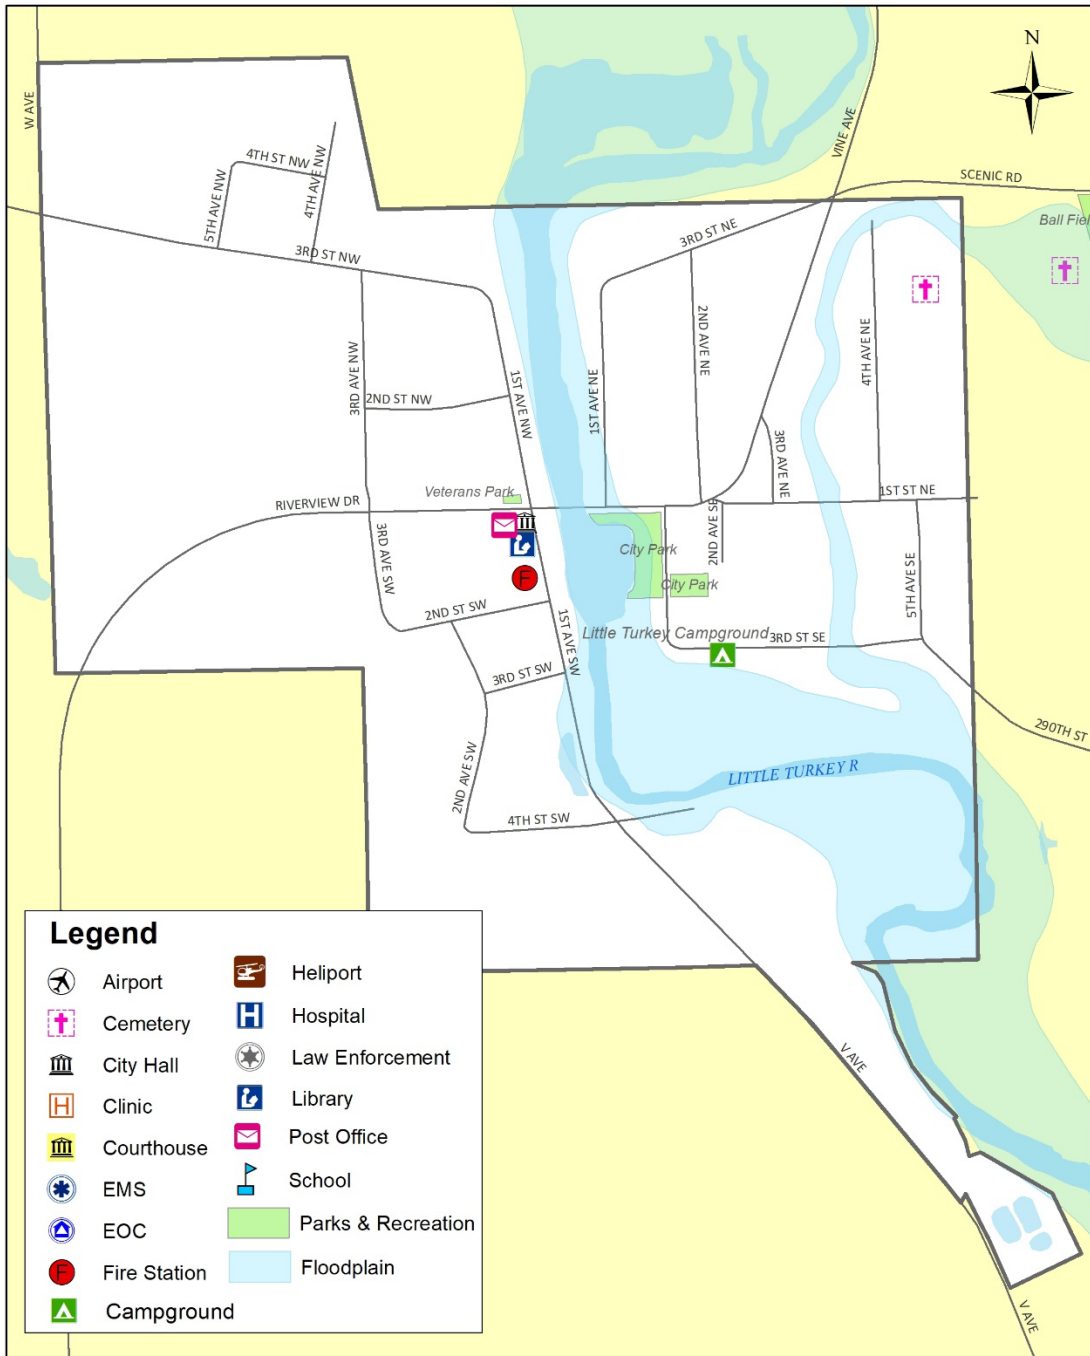 N
W AVE
VINE AVE
SCENIC RD
4TH ST NW
5TH AVE NW
4TH AVE NW
3RD ST NW
3RD ST NE
Ball Fiel
3RD AVE NW
2ND ST NW
1ST AVE NW
1ST AVE NE
2ND AVE NE
4TH AVE NE
3RD AVE NE
Veterans Park
RIVERVIEW DR
1ST ST NE
3RD AVE SW
2ND AVE SE
City Park
City Park
5TH AVE SE
F
2ND ST SW
1ST AVE SW
Little Turkey Campground
3RD ST SE
3RD ST SW
290TH ST
2ND AVE SW
LITTLE TURKEY R
4TH ST SW
V AVE
V AVE
Legend
Airport
Cemetery
City Hall
H Clinic
Courthouse
EMS
EOC
F Fire Station
Campground
Heliport
H Hospital
Law Enforcement
Library
Post Office
School
Parks & Recreation
Floodplain